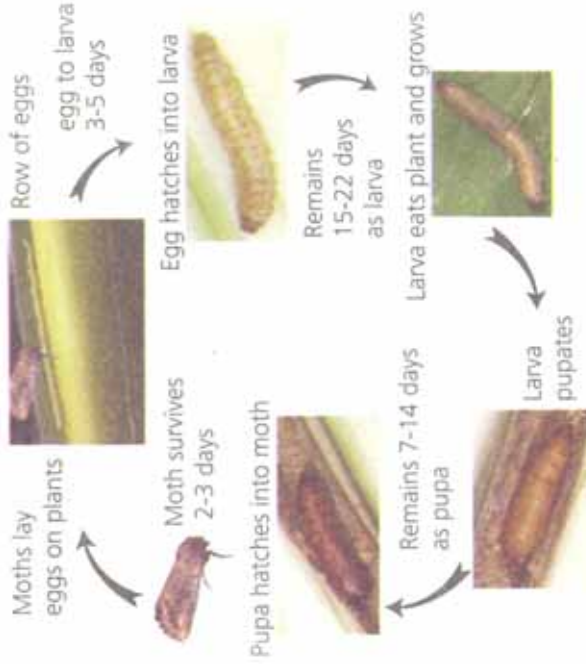 Moths lay
eggs on plants
Row of eggs
egg to larva
3-5 days
Egg hatches into larva
Remains
15-22 days
as larva
Larva eats plant and grows
Larva
pupates
Remains 7-14 days
as pupa
Pupa hatches into moth
Moth survives
2-3 days